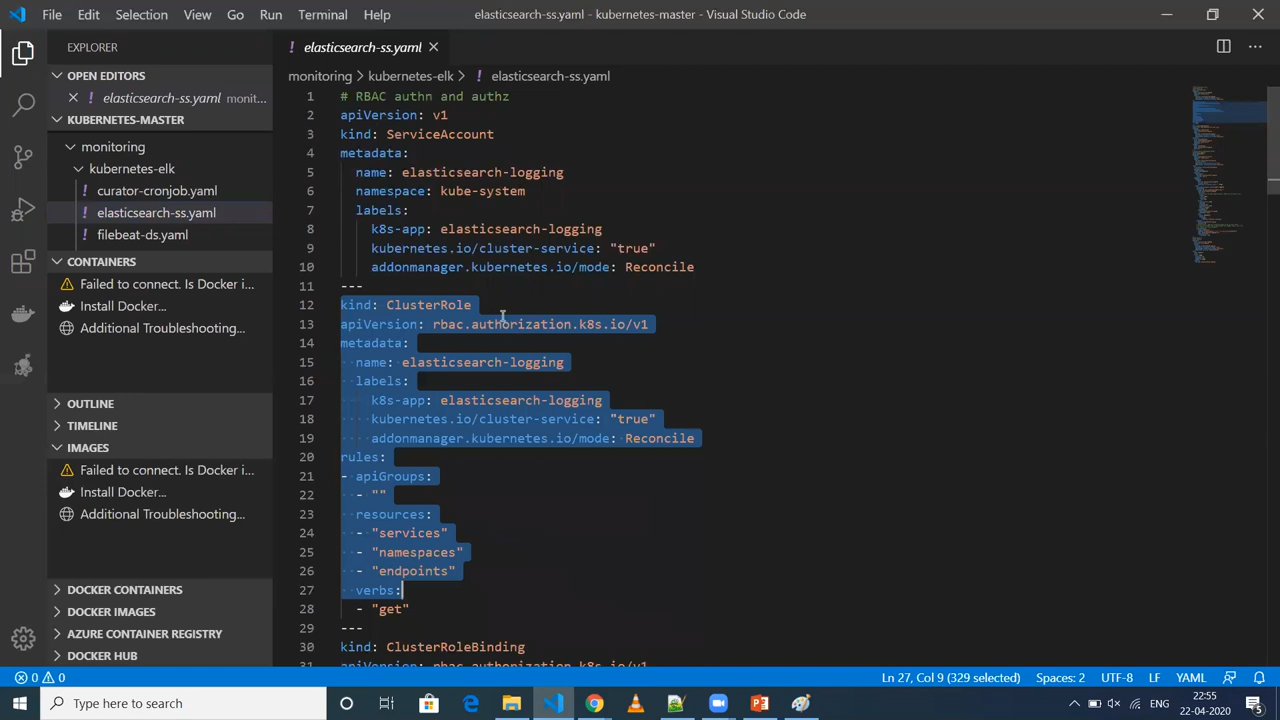 File Edit Selection View Go Run Terminal Help elasticsearch-ss.yaml - kubernetes-master - Visual Studio Code
EXPLORER
OPEN EDITORS
elasticsearch-ss.yaml monit...
KUBERNETES-MASTER
monitoring
kubernetes-elk
curator-cronjob.yaml
elasticsearch-ss.yaml
filebeat-ds.yaml
CONTAINERS
Failed to connect. Is Docker i...
Install Docker...
Additional Troubleshooting...
OUTLINE
TIMELINE
IMAGES
Failed to connect. Is Docker i...
Install Docker...
Additional Troubleshooting...
DOCKER CONTAINERS
DOCKER IMAGES
AZURE CONTAINER REGISTRY
DOCKER HUB
! elasticsearch-ss.yaml
monitoring > kubernetes-elk > ! elasticsearch-ss.yaml
1 # RBAC authn and authz
2 apiVersion: v1
3 kind: ServiceAccount
4 metadata:
5 name: elasticsearch-logging
6 namespace: kube-system
7 labels:
8 k8s-app: elasticsearch-logging
9 kubernetes.io/cluster-service: "true"
10 addonmanager.kubernetes.io/mode: Reconcile
11 ---
12 kind: ClusterRole
13 apiVersion: rbac.authorization.k8s.io/v1
14 metadata:
15 name: elasticsearch-logging
16 labels:
17 k8s-app: elasticsearch-logging
18 kubernetes.io/cluster-service: "true"
19 addonmanager.kubernetes.io/mode: Reconcile
20 rules:
21 - apiGroups:
22 - ""
23 resources:
24 - "services"
25 - "namespaces"
26 - "endpoints"
27 verbs:
28 - "get"
29 ---
30 kind: ClusterRoleBinding
31 apiVersion: rbac.authorization.k8s.io/v1
0 0 Ln 27, Col 9 (329 selected) Spaces: 2 UTF-8 LF YAML
Type here to search
ENG
22:55
22-04-2020
5